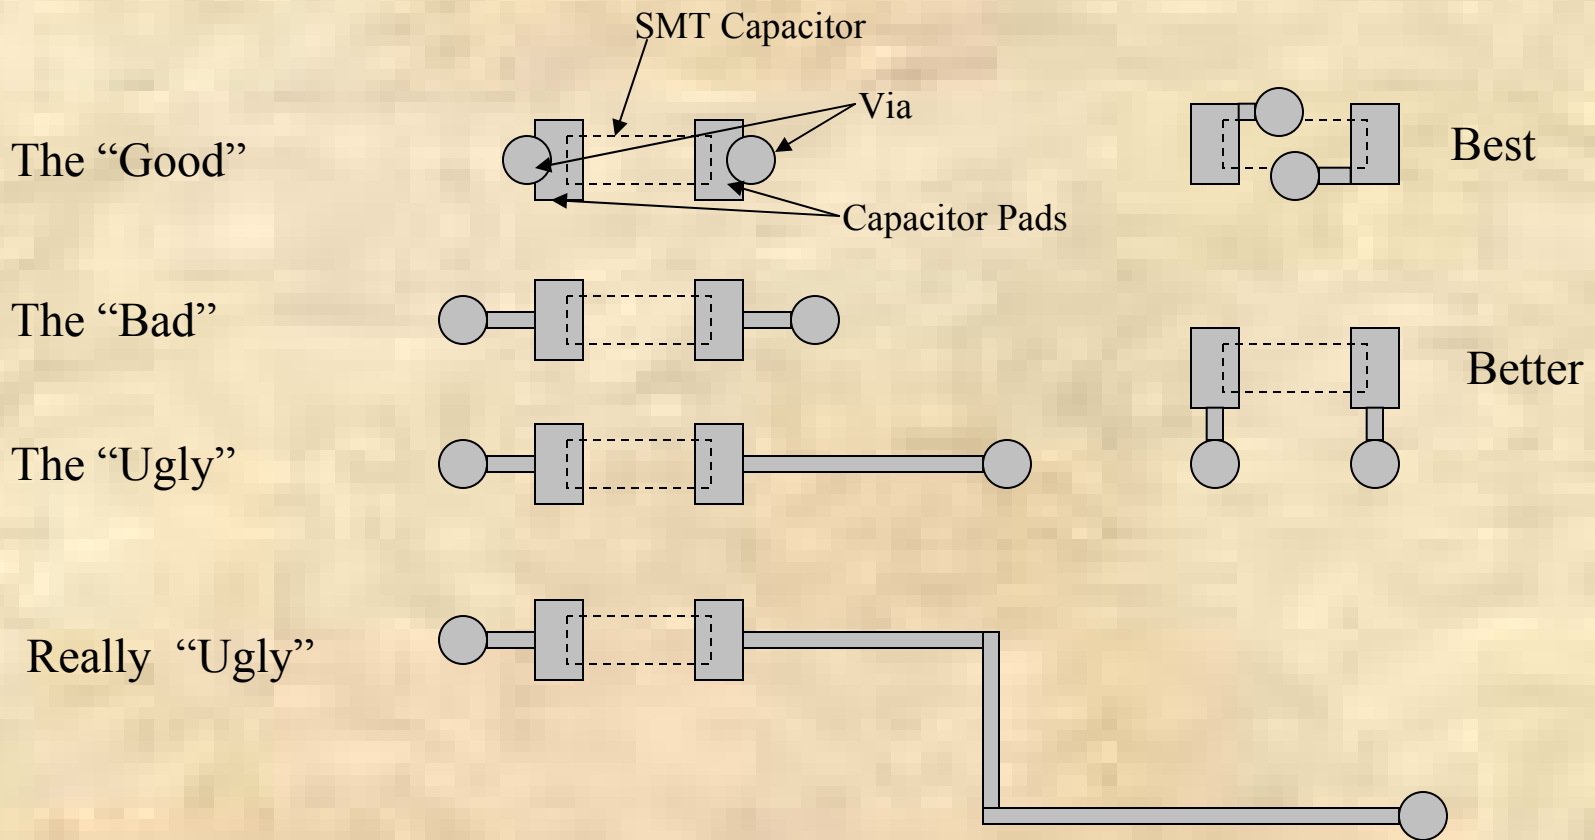 SMT Capacitor
Via
The “Good”
Best
Capacitor Pads
The “Bad”
Better
The “Ugly”
Really “Ugly”